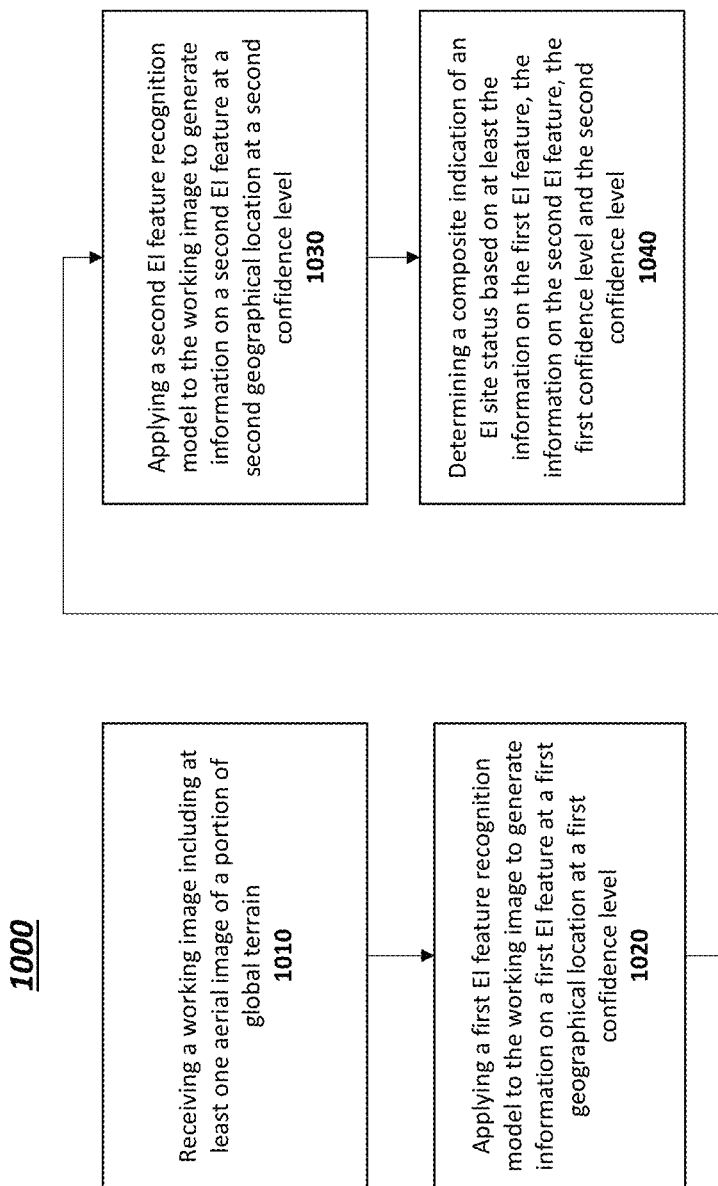 1000
Receiving a working image including at
least one aerial image of a portion of
global terrain
1010
Applying a first EI feature recognition
model to the working image to generate
information on a first EI feature at a first
geographical location at a first
confidence level
1020
Applying a second EI feature recognition
model to the working image to generate
information on a second EI feature at a
second geographical location at a second
confidence level
1030
Determining a composite indication of an
EI site status based on at least the
information on the first EI feature, the
information on the second EI feature, the
first confidence level and the second
confidence level
1040